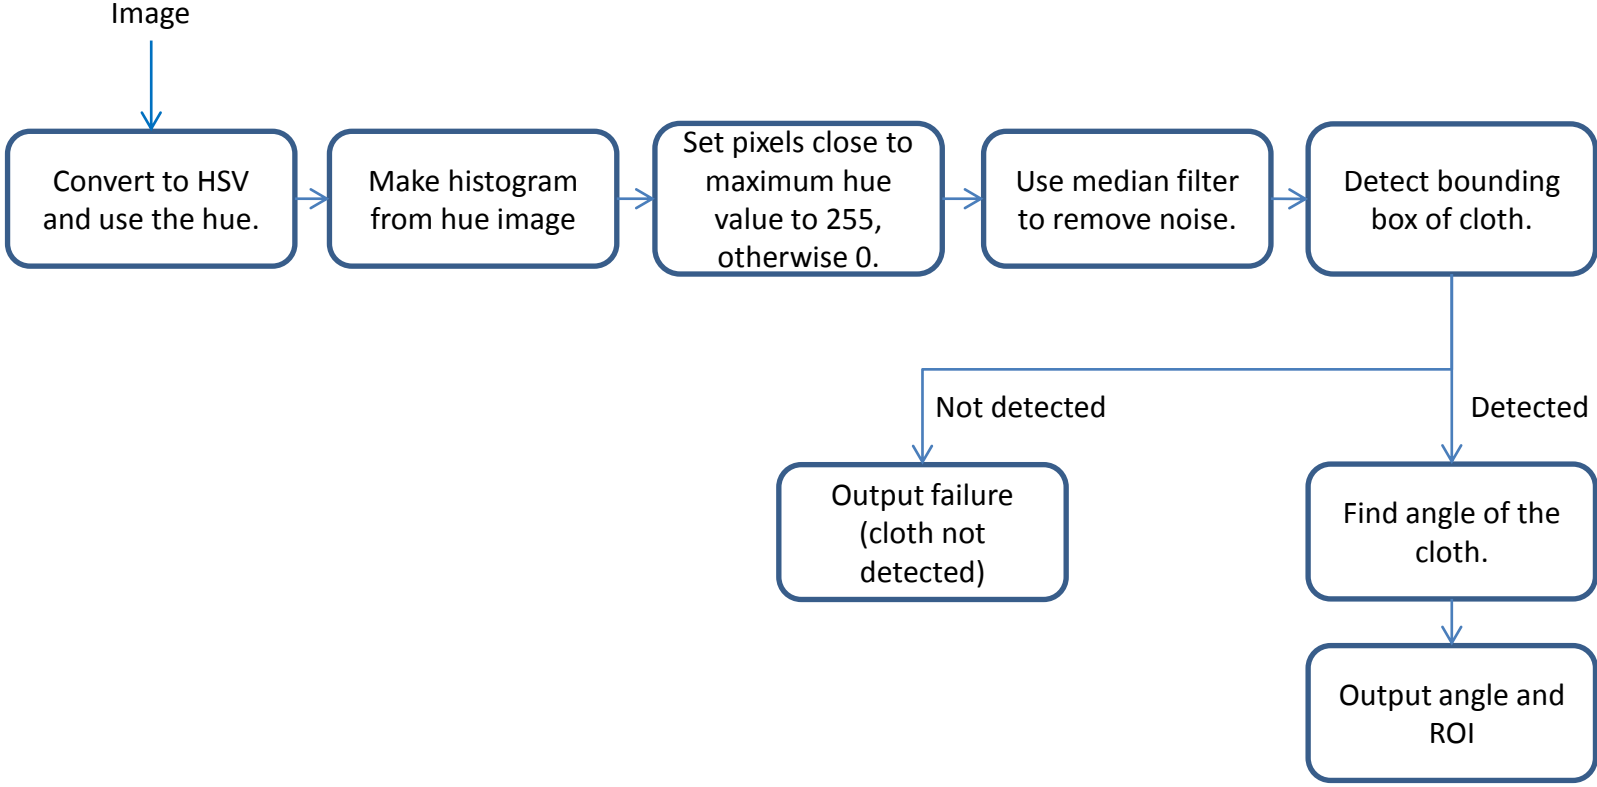 Image
Convert to HSV
and use the hue.
Make histogram
from hue image
Set pixels close to
maximum hue
value to 255,
otherwise 0.
Use median filter
to remove noise.
Detect bounding
box of cloth.
Not detected
Detected
Output failure
(cloth not
detected)
Find angle of the
cloth.
Output angle and
ROI